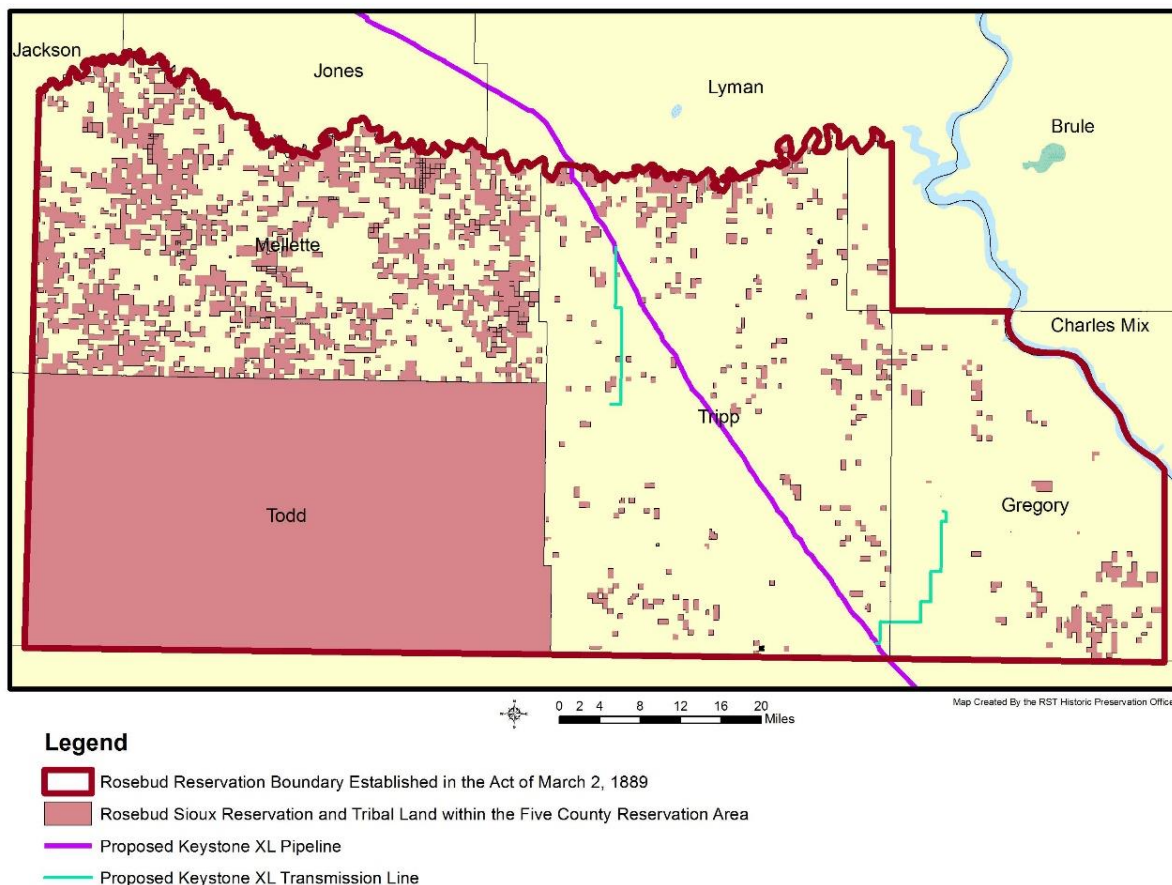 Jackson
Jones
Lyman
Brule
Mellette
Charles Mix
Tripp
Todd
Gregory
Map Created By the RST Historic Preservation Office
0 2 4 8 12 16 20
Miles
Legend
Rosebud Reservation Boundary Established in the Act of March 2, 1889
Rosebud Sioux Reservation and Tribal Land within the Five County Reservation Area
Proposed Keystone XL Pipeline
Proposed Keystone XL Transmission Line